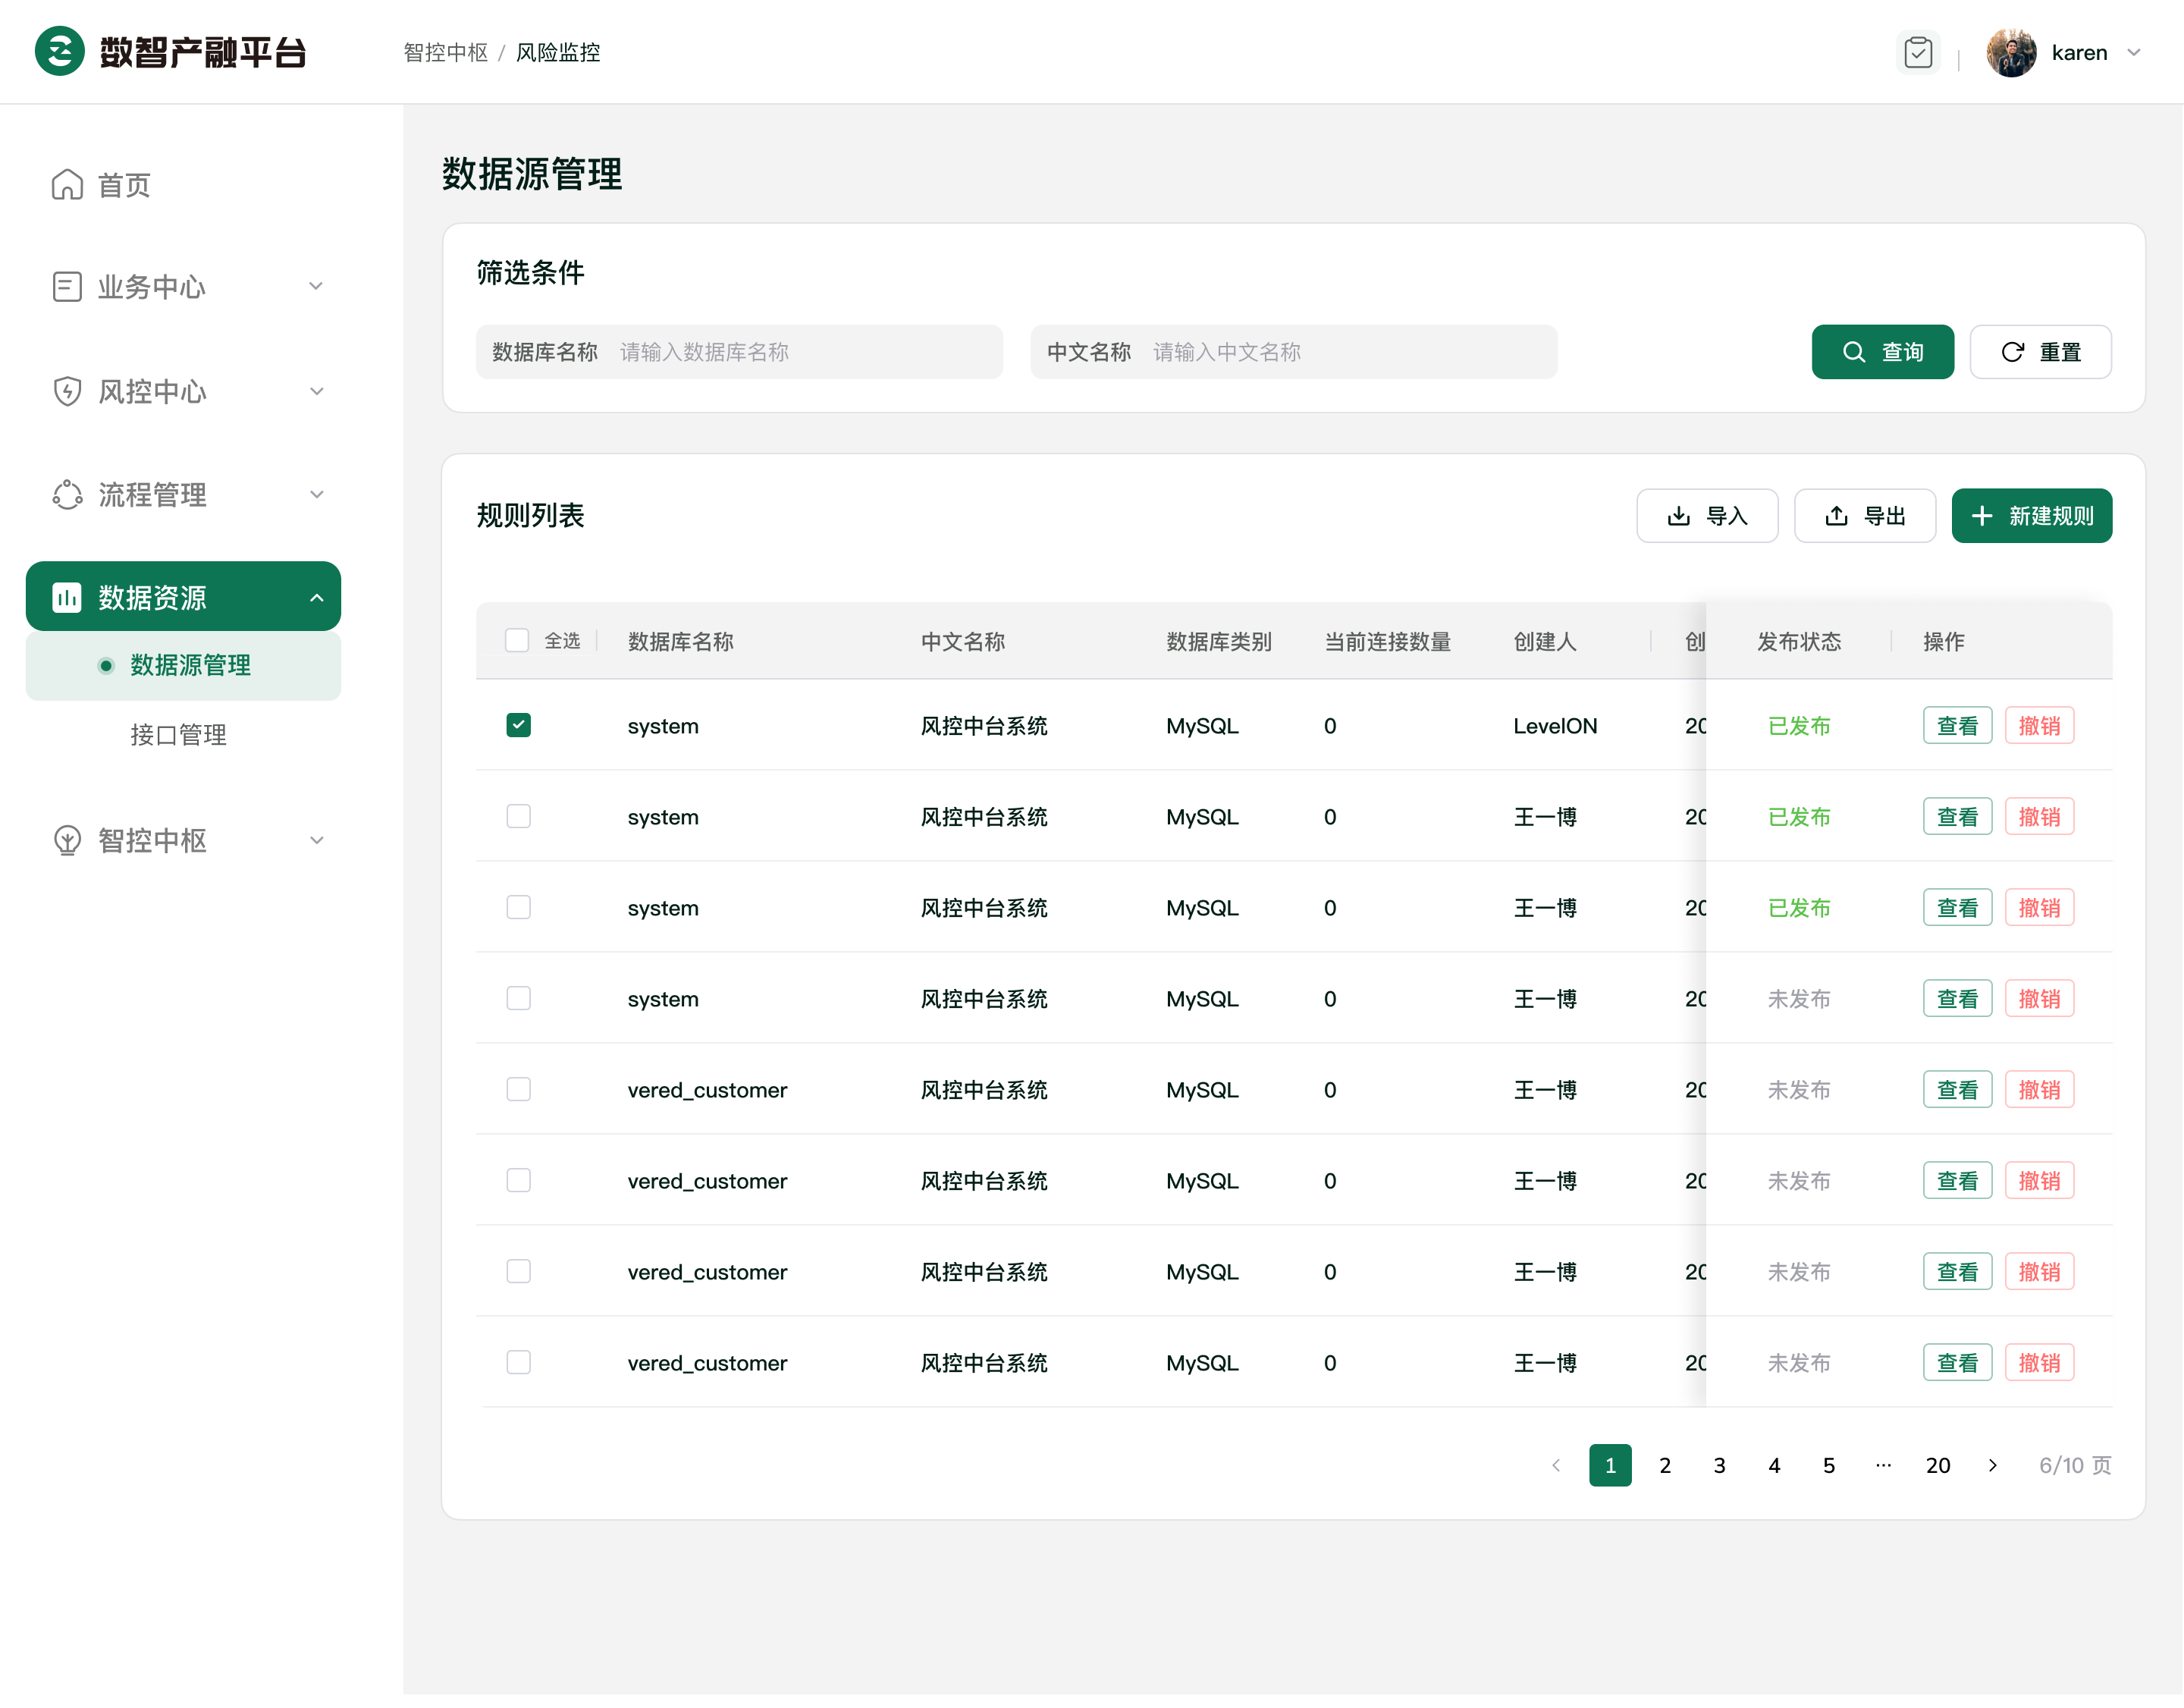 数智产融平台
智控中枢 / 风险监控
karen
首页
业务中心
风控中心
流程管理
数据资源
数据源管理
接口管理
智控中枢
数据源管理
筛选条件
数据库名称 请输入数据库名称 中文名称 请输入中文名称 查询 重置
规则列表 导入 导出 新建规则
全选 数据库名称 中文名称 数据库类别 当前连接数量 创建人 创 发布状态 操作
system 风控中台系统 MySQL 0 LevelON 20 已发布 查看 撤销
system 风控中台系统 MySQL 0 王一博 20 已发布 查看 撤销
system 风控中台系统 MySQL 0 王一博 20 已发布 查看 撤销
system 风控中台系统 MySQL 0 王一博 20 未发布 查看 撤销
vered_customer 风控中台系统 MySQL 0 王一博 20 未发布 查看 撤销
vered_customer 风控中台系统 MySQL 0 王一博 20 未发布 查看 撤销
vered_customer 风控中台系统 MySQL 0 王一博 20 未发布 查看 撤销
vered_customer 风控中台系统 MySQL 0 王一博 20 未发布 查看 撤销
1 2 3 4 5 ··· 20 6/10 页